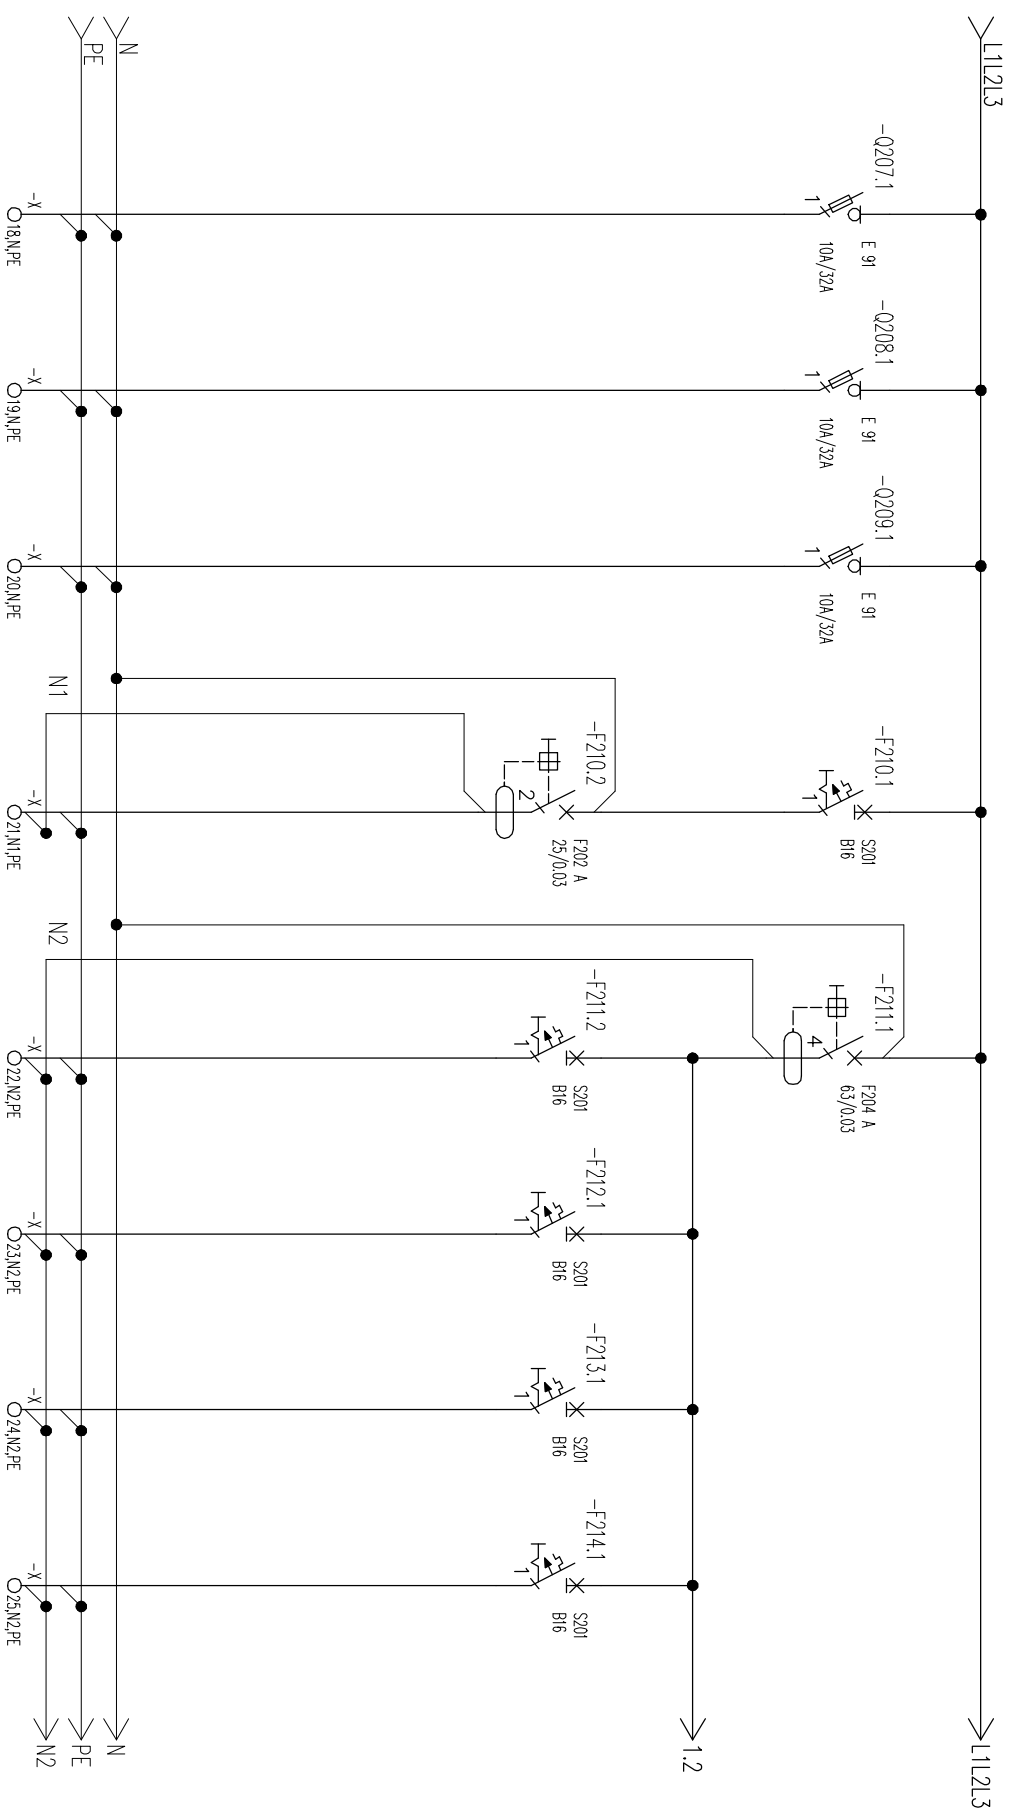 L1L2L3
-Q207.1
1
E 91
10A/32A
-Q208.1
1
E 91
10A/32A
-Q209.1
1
E 91
10A/32A
-F210.1
1
S201
B16
-F211.1
4
F204 A
63/0.03
L1L2L3
-F210.2
2
F202 A
25/0.03
-F211.2
1
S201
B16
-F212.1
1
S201
B16
-F213.1
1
S201
B16
-F214.1
1
S201
B16
1.2
N
PE
N1
N2
N
PE
N2
-X
18,N,PE
-X
19,N,PE
-X
20,N,PE
-X
21,N1,PE
-X
22,N2,PE
-X
23,N2,PE
-X
24,N2,PE
-X
25,N2,PE